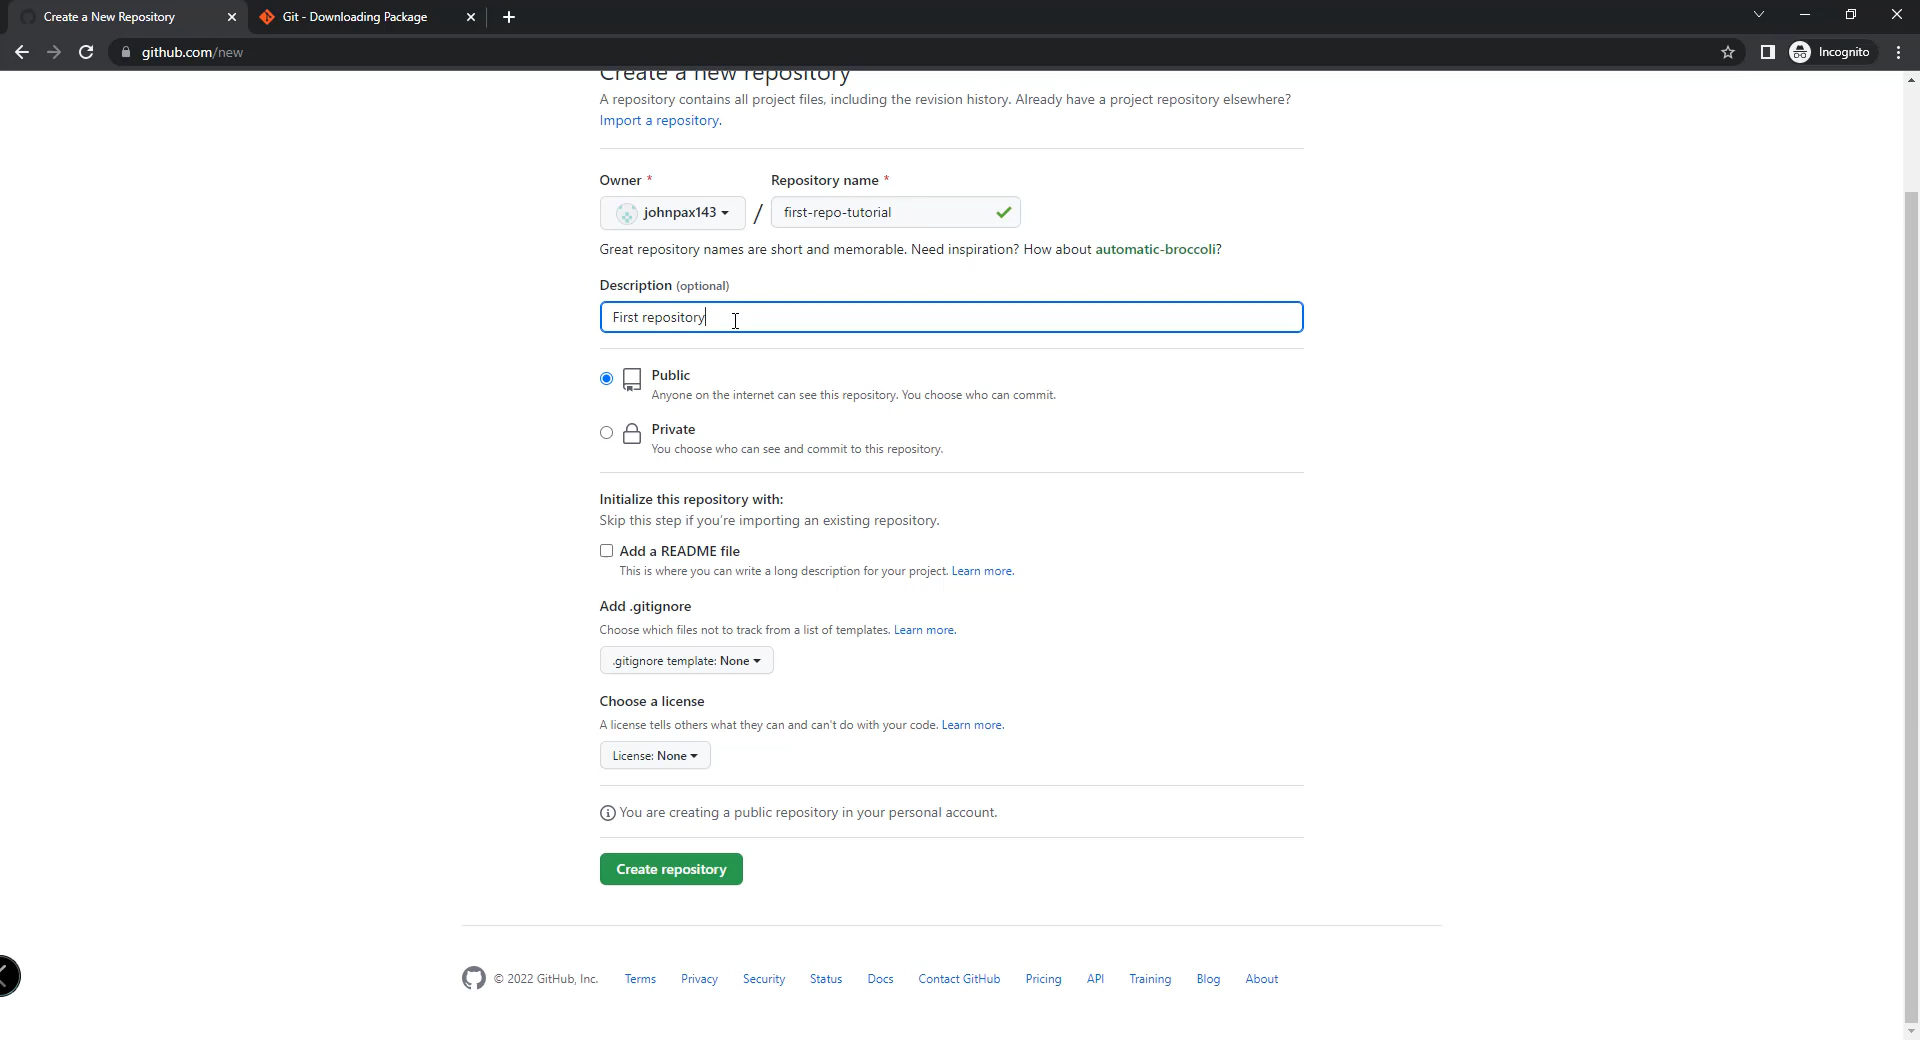 Create a New Repository
Git - Downloading Package
github.com/new
Incognito
Create a new repository
A repository contains all project files, including the revision history. Already have a project repository elsewhere?
Import a repository.
Owner * Repository name *
johnpax143 / first-repo-tutorial
Great repository names are short and memorable. Need inspiration? How about automatic-broccoli?
Description (optional)
First repository
Public
Anyone on the internet can see this repository. You choose who can commit.
Private
You choose who can see and commit to this repository.
Initialize this repository with:
Skip this step if you're importing an existing repository.
Add a README file
This is where you can write a long description for your project. Learn more.
Add .gitignore
Choose which files not to track from a list of templates. Learn more.
.gitignore template: None
Choose a license
A license tells others what they can and can't do with your code. Learn more.
License: None
You are creating a public repository in your personal account.
Create repository
© 2022 GitHub, Inc. Terms Privacy Security Status Docs Contact GitHub Pricing API Training Blog About